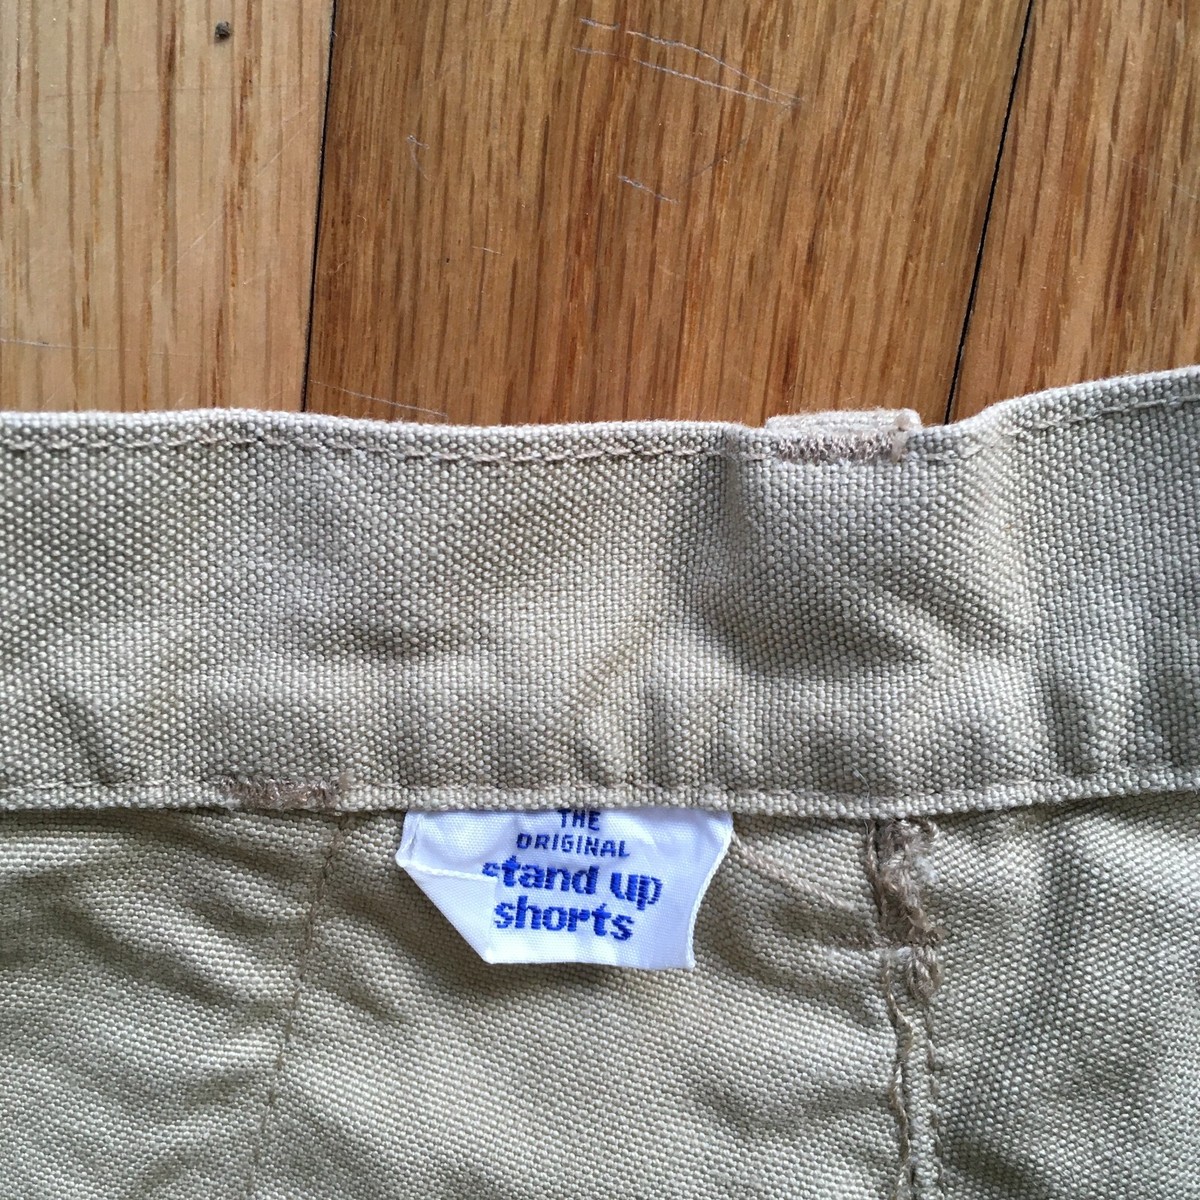 THE
ORIGINAL
stand up
shorts